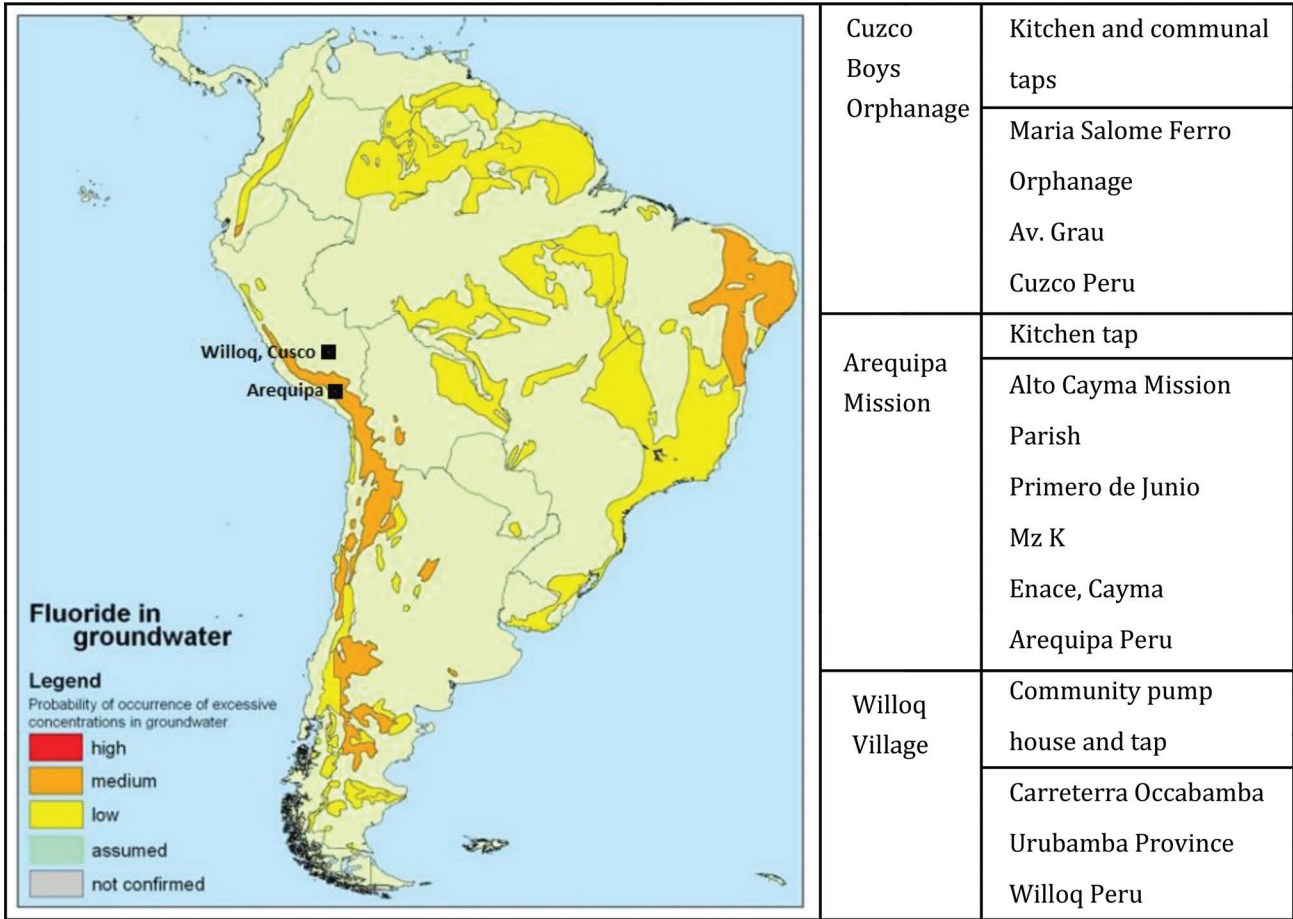 Willoq, Cusco
Arequipa
Fluoride in
groundwater
Legend
Probability of occurrence of excessive
concentrations in groundwater
high
medium
low
assumed
not confirmed
Cuzco
Boys
Orphanage
Kitchen and communal
taps
Maria Salome Ferro
Orphanage
Av. Grau
Cuzco Peru
Arequipa
Mission
Kitchen tap
Alto Cayma Mission
Parish
Primero de Junio
Mz K
Enace, Cayma
Arequipa Peru
Willoq
Village
Community pump
house and tap
Carreterra Occabamba
Urubamba Province
Willoq Peru